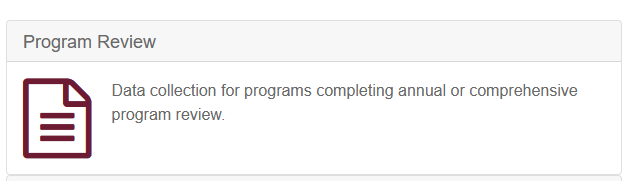 Program Review
Data collection for programs completing annual or comprehensive
program review.